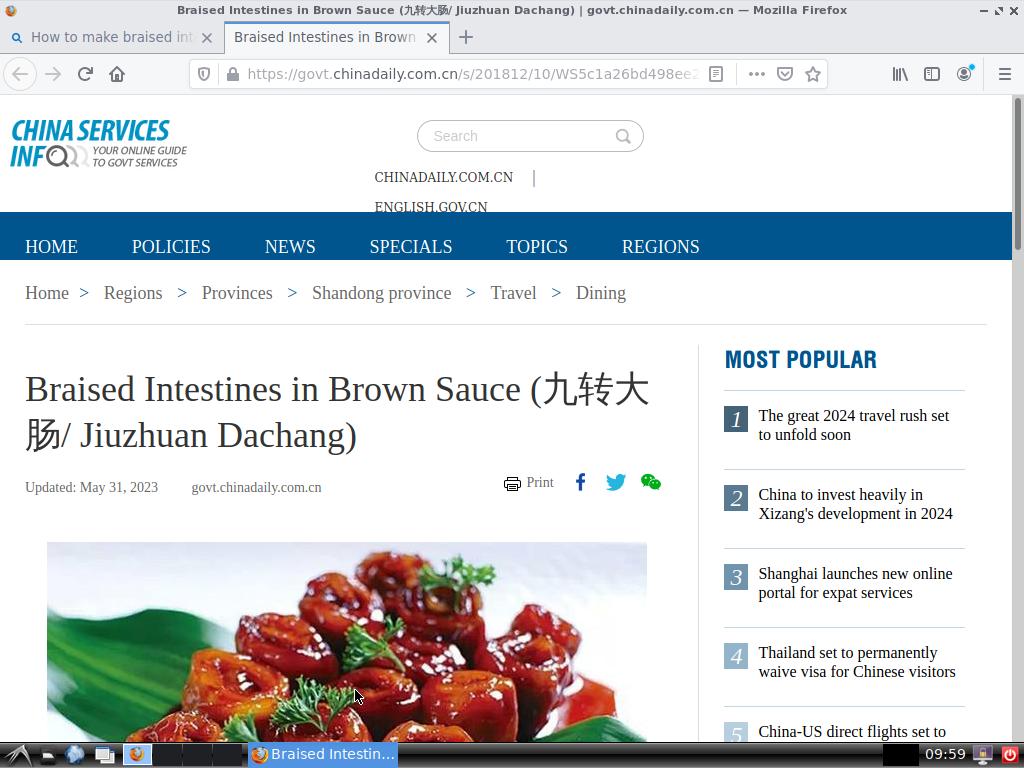 Braised Intestines in Brown Sauce (九转大肠/ Jiuzhuan Dachang) | govt.chinadaily.com.cn — Mozilla Firefox
How to make braised int
Braised Intestines in Brown
https://govt.chinadaily.com.cn/s/201812/10/WS5c1a26bd498ee2
CHINA SERVICES
INFO
YOUR ONLINE GUIDE
TO GOVT SERVICES
Search
CHINADAILY.COM.CN |
ENGLISH.GOV.CN
HOME POLICIES NEWS SPECIALS TOPICS REGIONS
Home > Regions > Provinces > Shandong province > Travel > Dining
Braised Intestines in Brown Sauce (九转大
肠/ Jiuzhuan Dachang)
Updated: May 31, 2023 govt.chinadaily.com.cn
Print
MOST POPULAR
1 The great 2024 travel rush set
to unfold soon
2 China to invest heavily in
Xizang's development in 2024
3 Shanghai launches new online
portal for expat services
4 Thailand set to permanently
waive visa for Chinese visitors
5 China-US direct flights set to
Braised Intestin...
09:59